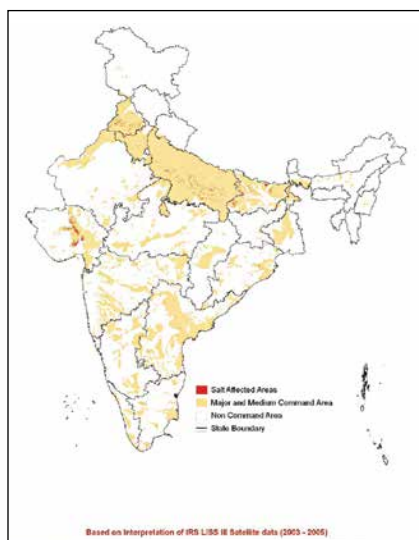 Salt Affected Areas
Major and Medium Command Area
Non Command Area
State Boundary
Based on Interpretation of IRS LISS III Satellite data (2003 - 2005)